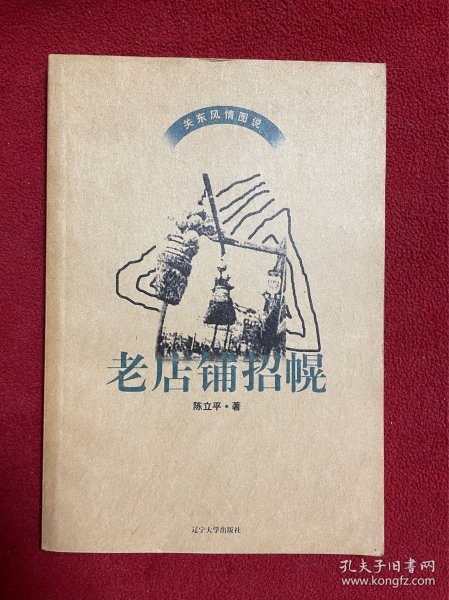 关东风情图说
老店铺招幌
陈立平·著
辽宁大学出版社
孔夫子旧书网
www.kongfz.com